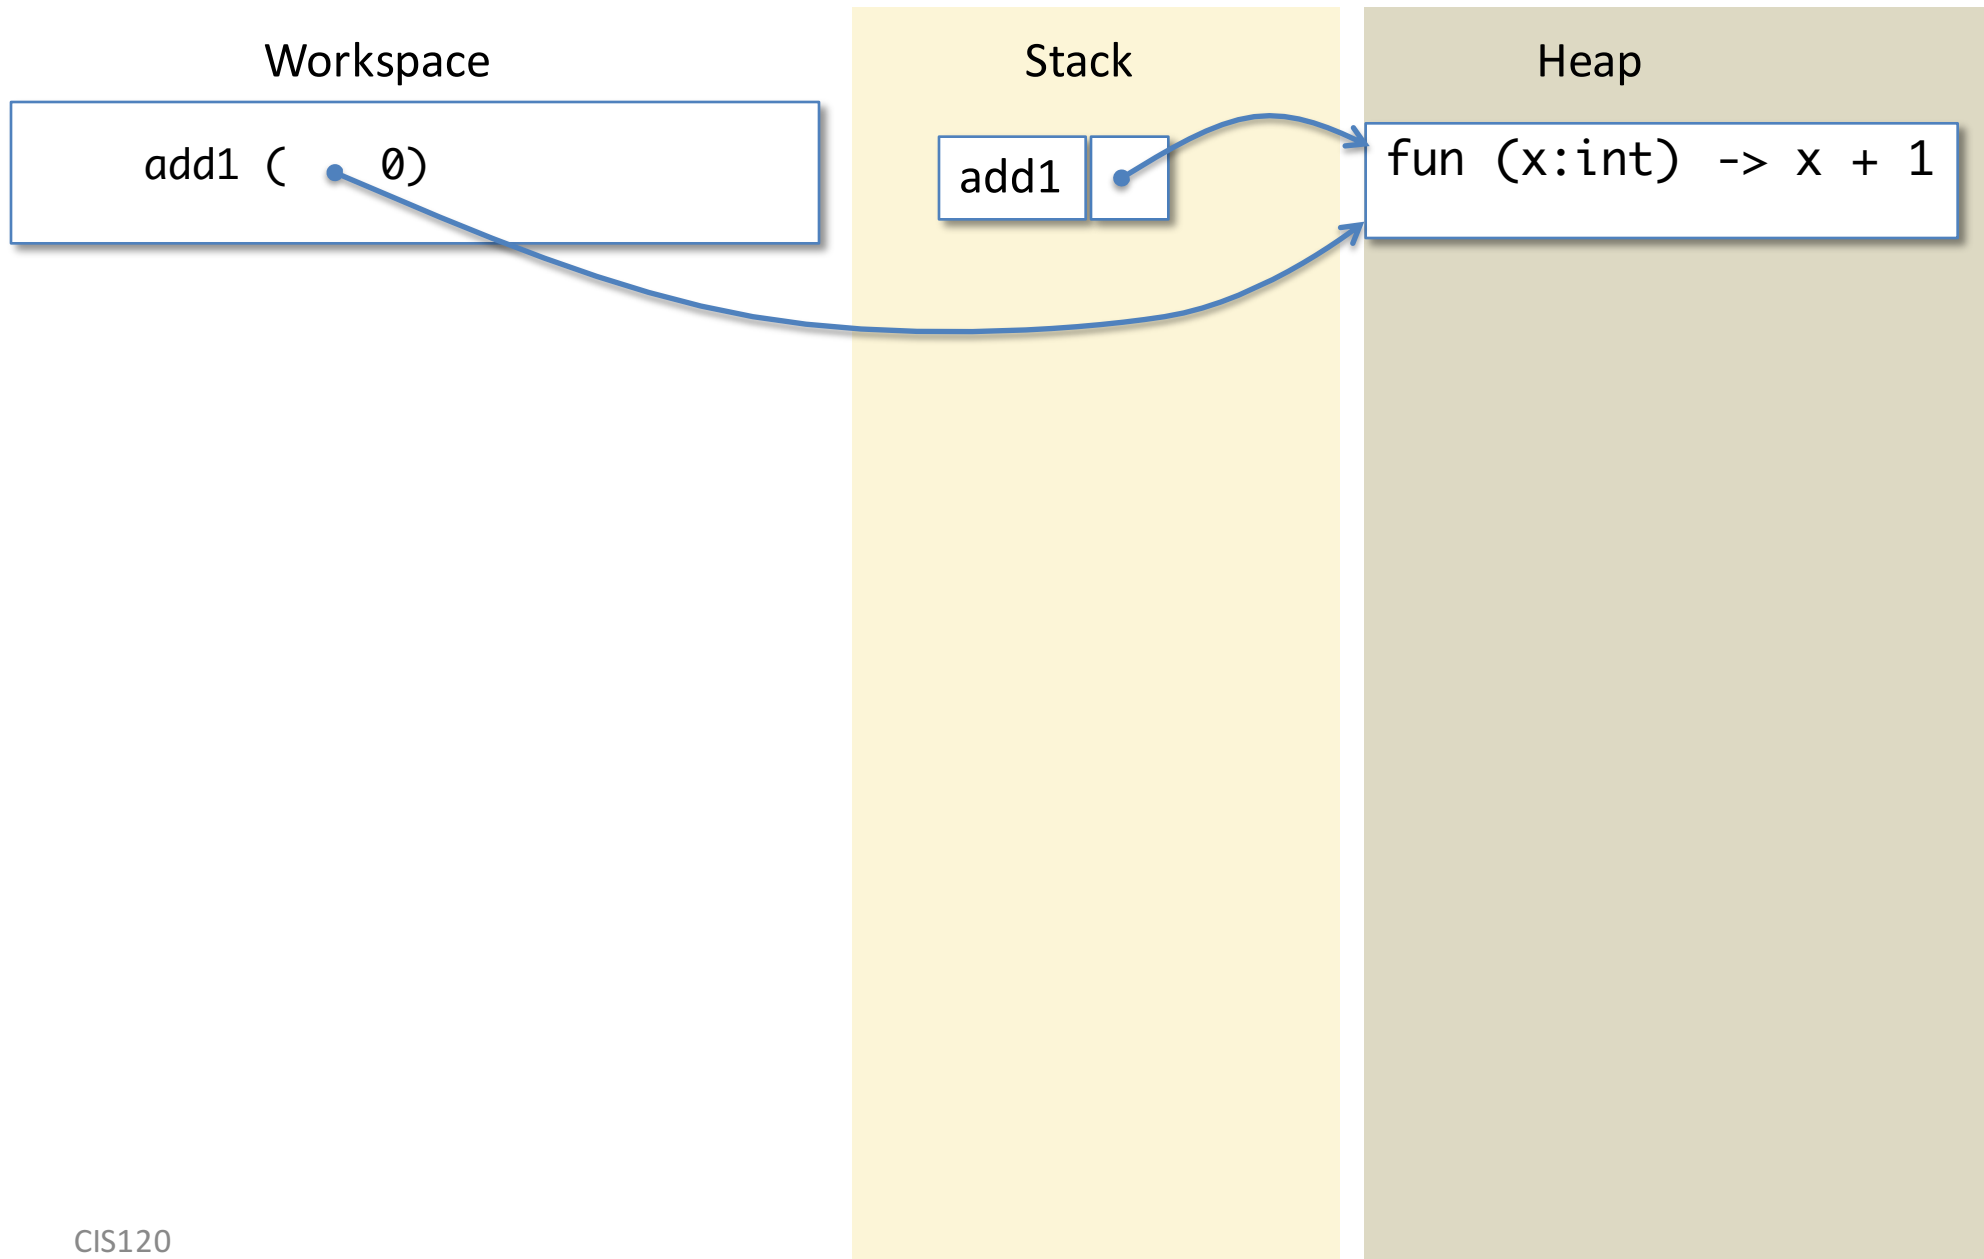 Workspace
Stack
Heap
add1 ( 0)
add1
fun (x:int) -> x + 1
CIS120